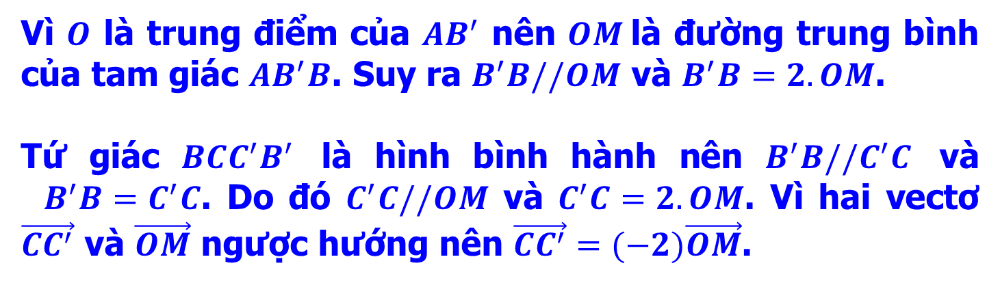 Vì O là trung điểm của AB′ nên OM là đường trung bình
của tam giác AB′B. Suy ra B′B//OM và B′B = 2. OM.
Tứ giác BCC′B′ là hình bình hành nên B′B//C′C và
B′B = C′C. Do đó C′C//OM và C′C = 2. OM. Vì hai vectơ
$\overrightarrow{CC'}$ và $\overrightarrow{OM}$ ngược hướng nên $\overrightarrow{CC'} = (-2)\overrightarrow{OM}$.